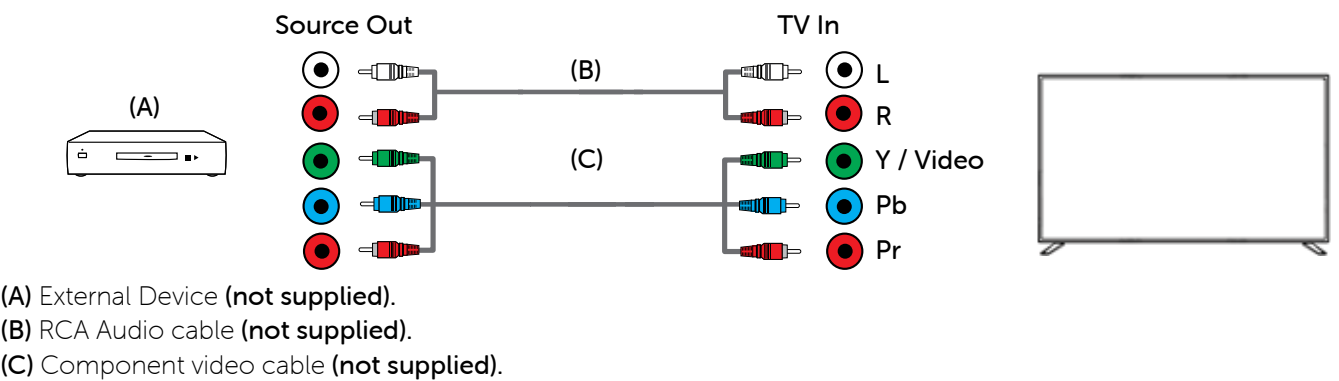 Source Out
TV In
(A)
(B)
(C)
L
R
Y / Video
Pb
Pr
(A) External Device (not supplied).
(B) RCA Audio cable (not supplied).
(C) Component video cable (not supplied).